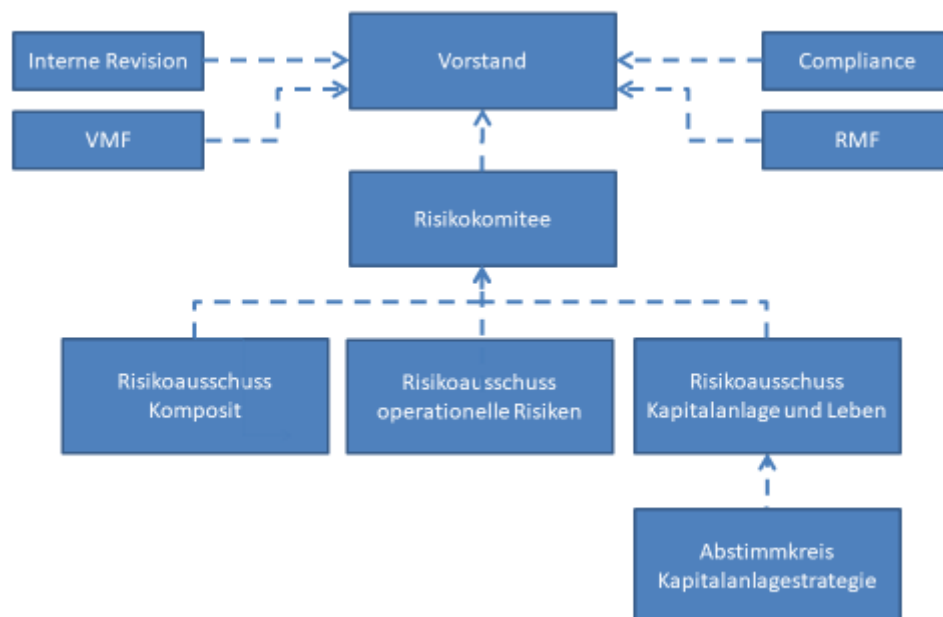 Interne Revision
Vorstand
Compliance
VMF
RMF
Risikokomitee
Risikoausschuss
Komposit
Risikoausschuss
operationelle Risiken
Risikoausschuss
Kapitalanlage und Leben
Abstimmkreis
Kapitalanlagestrategie